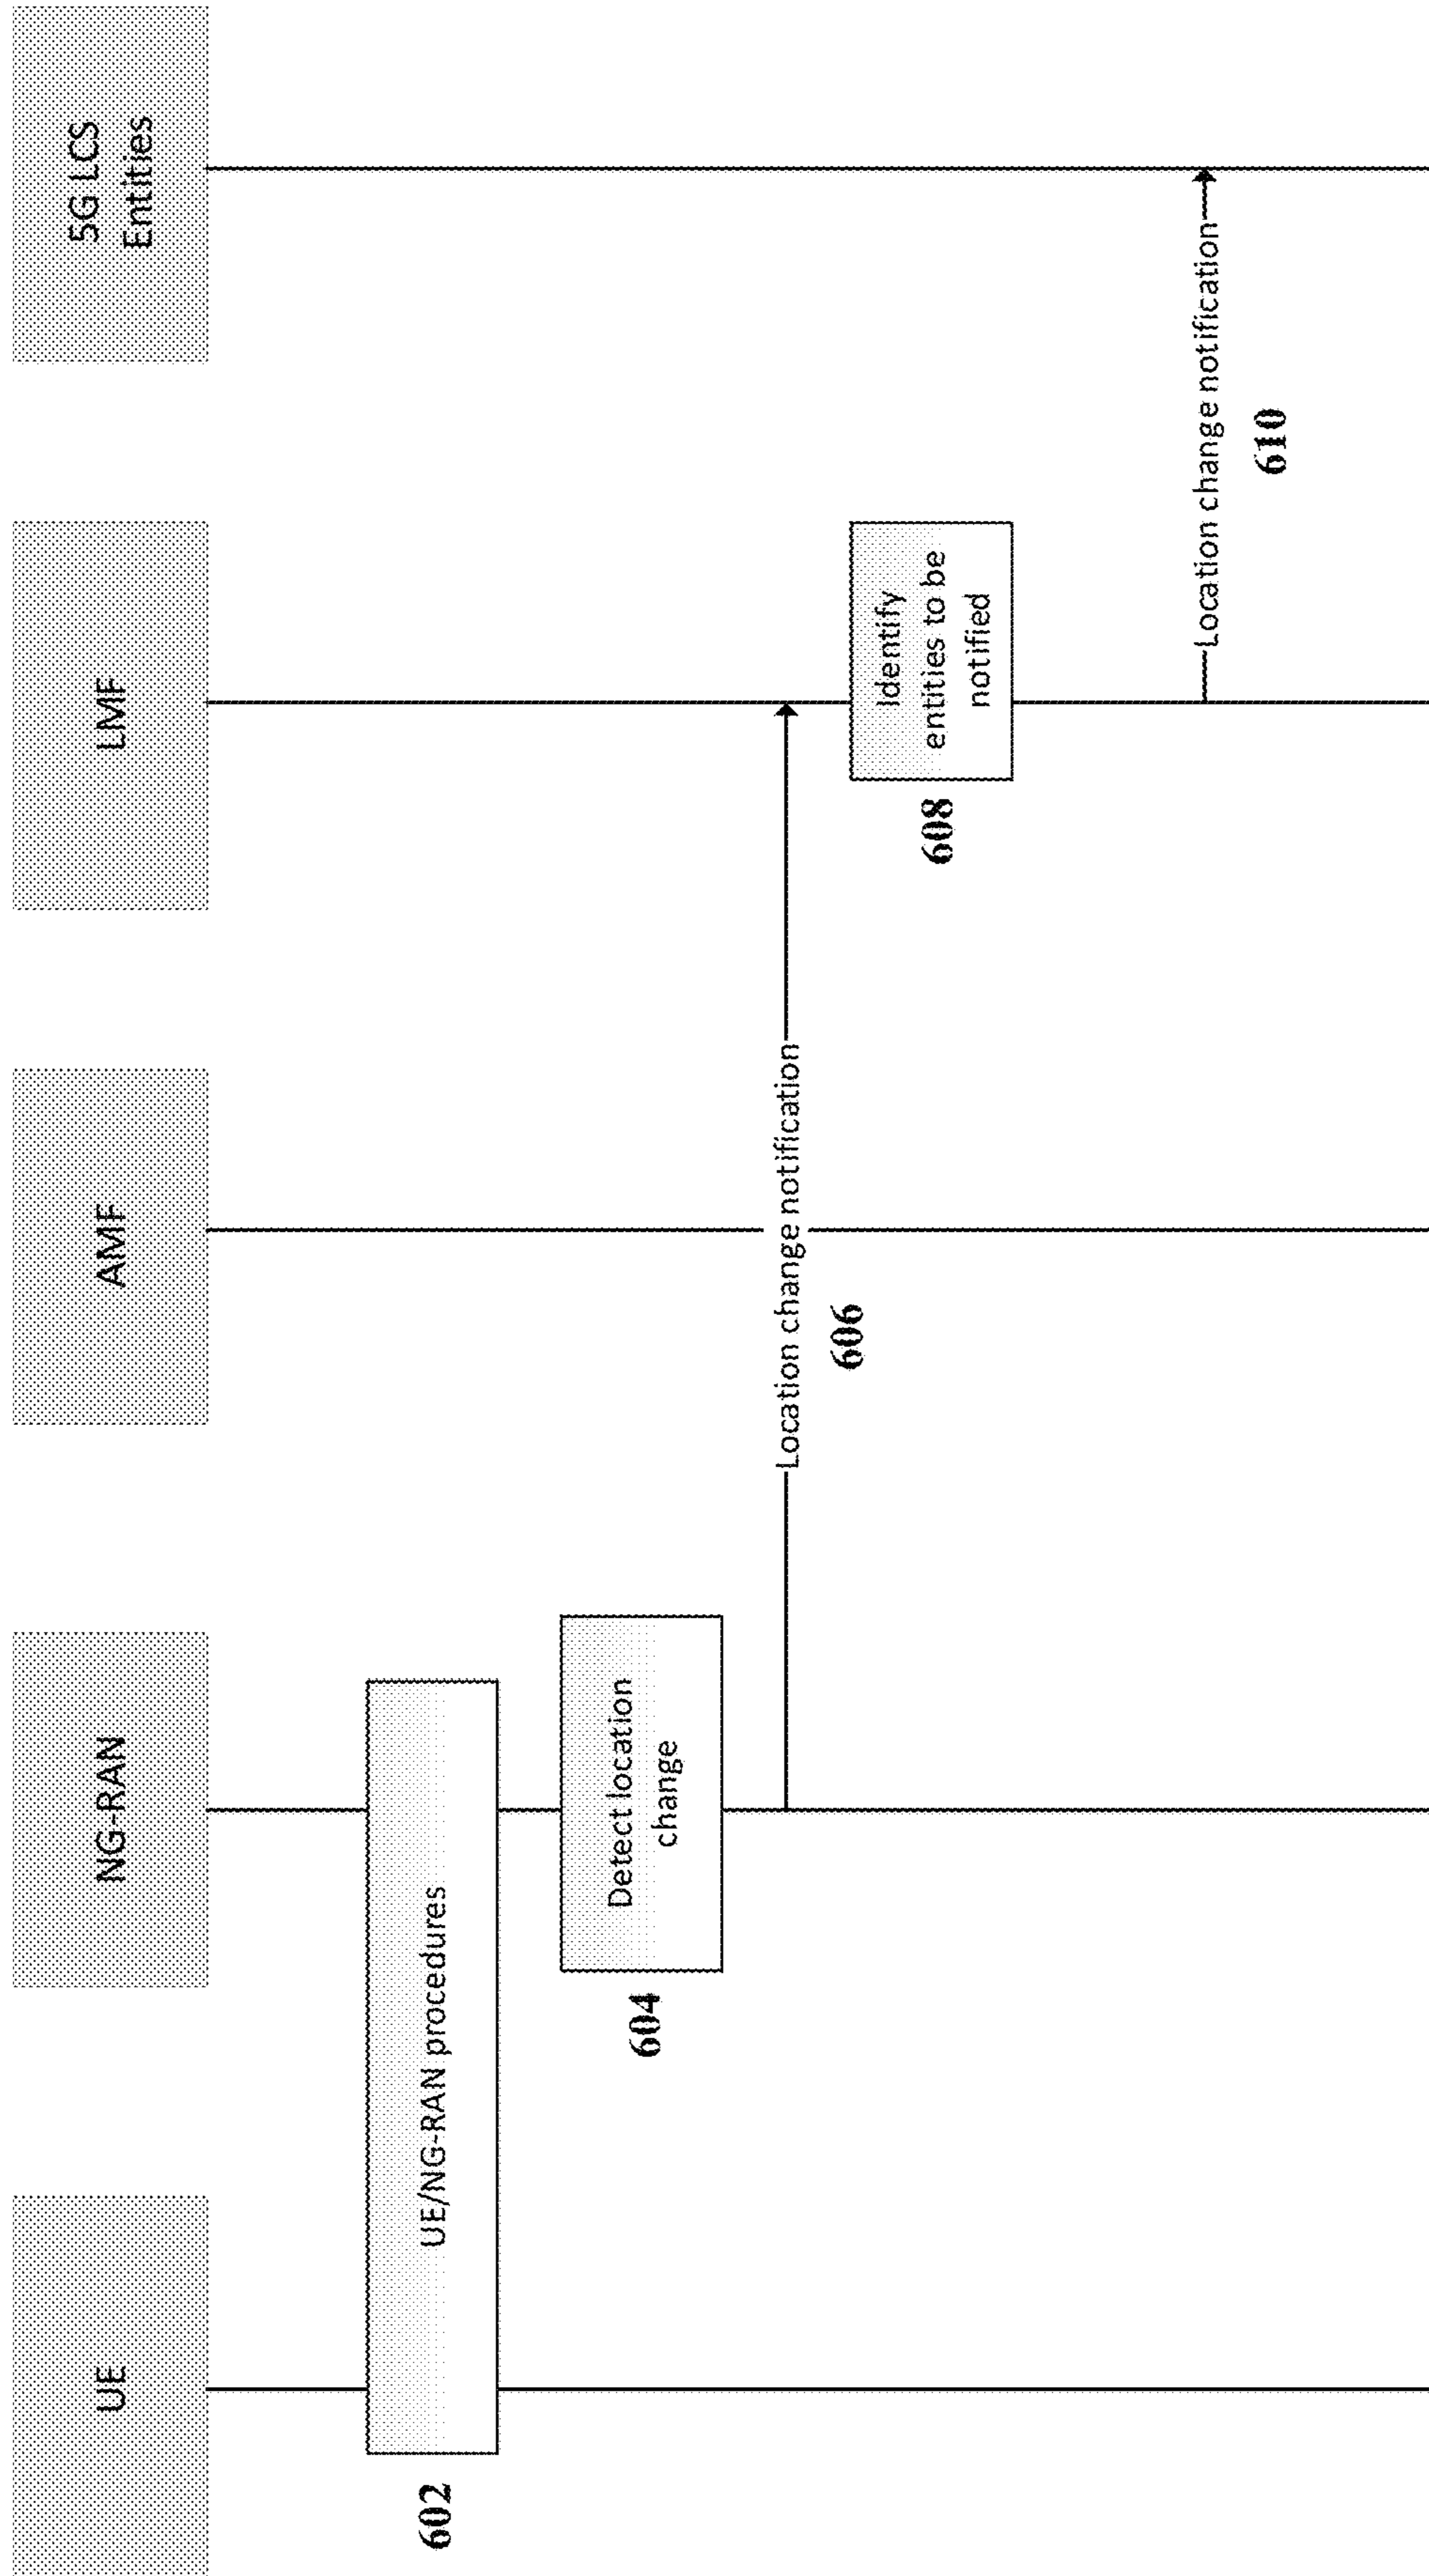 UE
NG-RAN
AMF
LMF
5G LCS
Entities
602
UE/NG-RAN procedures
604
Detect location
change
Location change notification
606
608
Identify
entities to be
notified
Location change notification
610